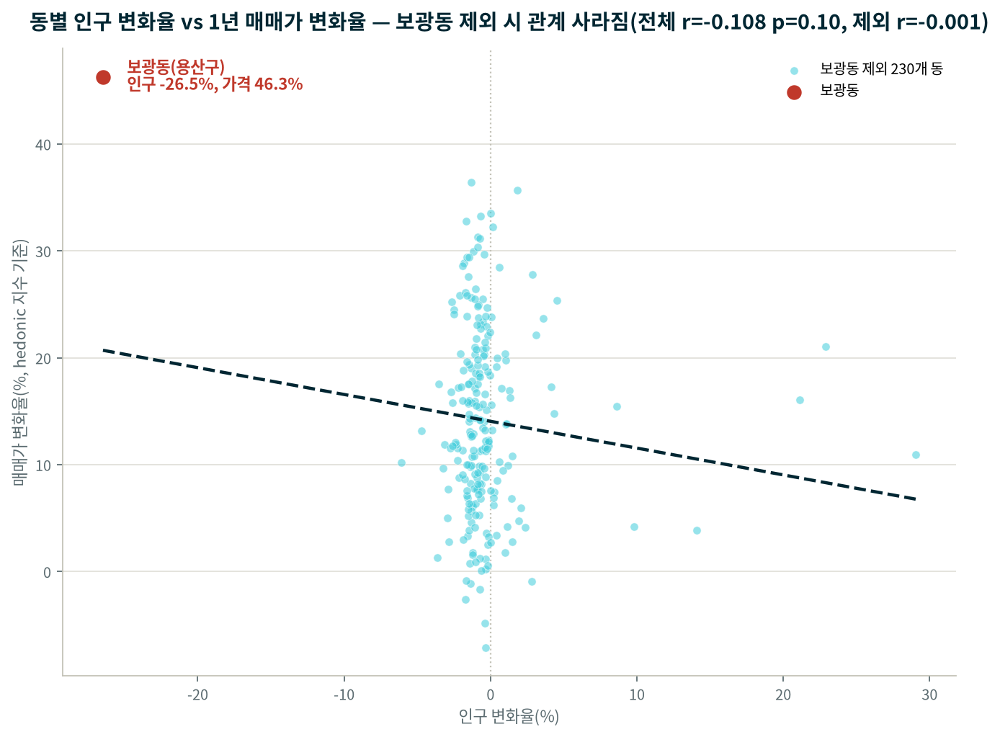 동별 인구 변화율 vs 1년 매매가 변화율 — 보광동 제외 시 관계 사라짐(전체 r=-0.108 p=0.10, 제외 r=-0.001)
보광동(용산구)
인구 -26.5%, 가격 46.3%
보광동 제외 230개 동
보광동
매매가 변화율(%, hedonic 지수 기준)
40
30
20
10
0
-20
-10
0
10
20
30
인구 변화율(%)